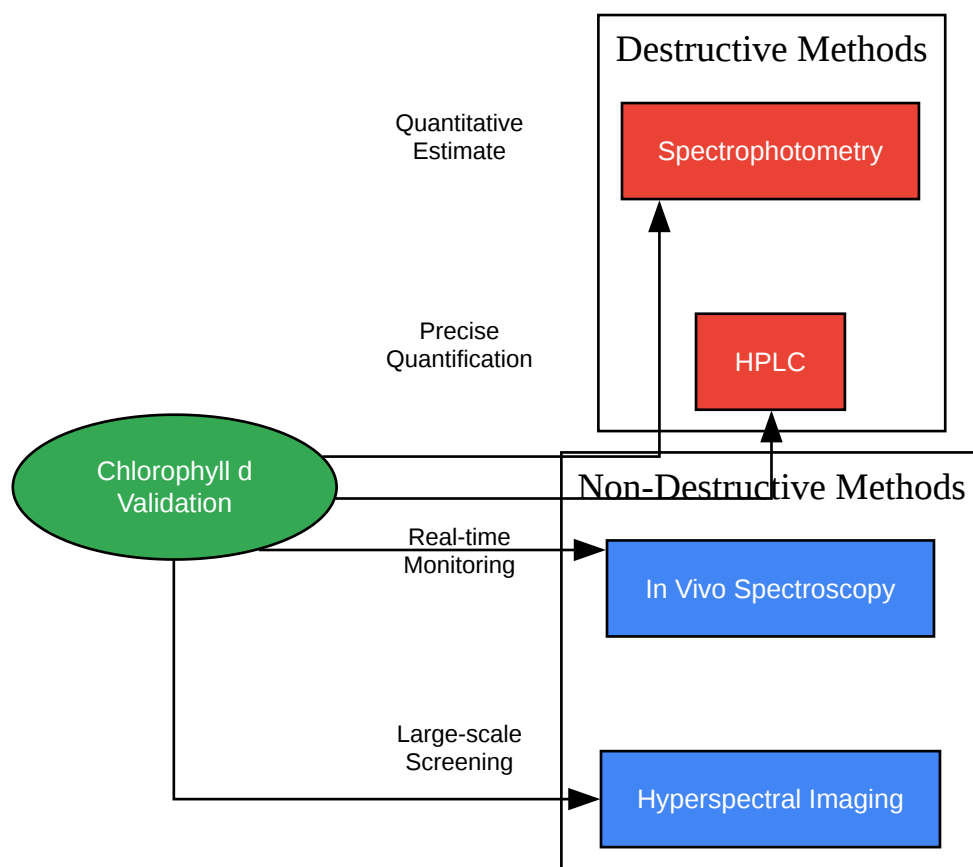 Destructive Methods
Quantitative
Estimate
Spectrophotometry
Precise
Quantification
HPLC
Chlorophyll d
Validation
Non-Destructive Methods
Real-time
Monitoring
In Vivo Spectroscopy
Large-scale
Screening
Hyperspectral Imaging